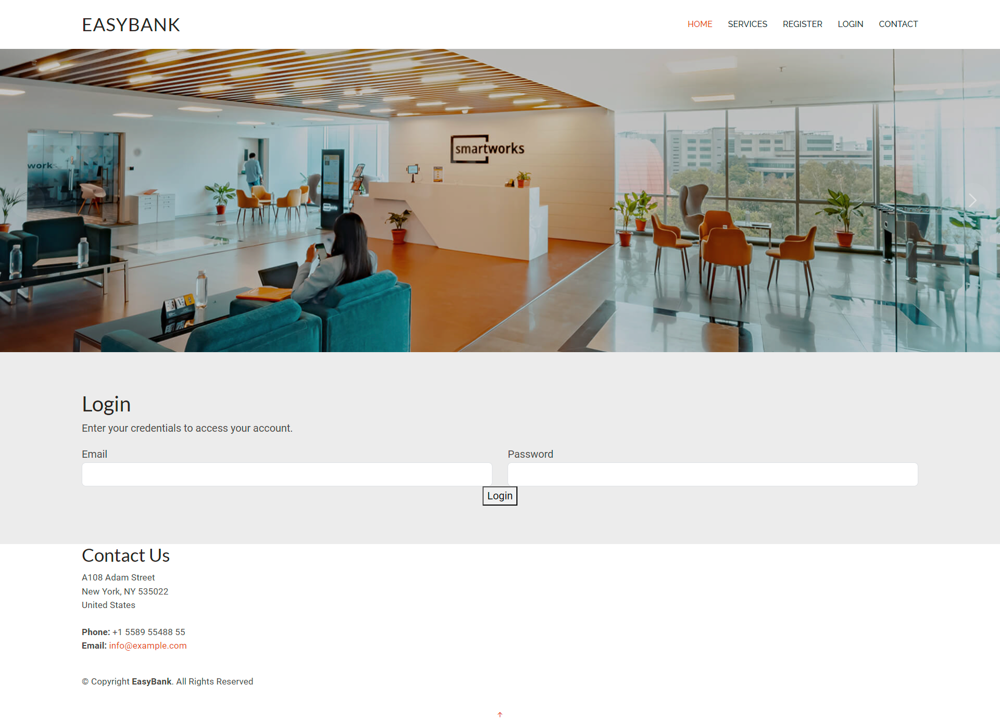 EASYBANK
HOME SERVICES REGISTER LOGIN CONTACT
smartworks
works
Login
Enter your credentials to access your account.
Email Password
Login
Contact Us
A108 Adam Street
New York, NY 535022
United States
Phone: +1 5589 55488 55
Email: info@example.com
© Copyright EasyBank. All Rights Reserved